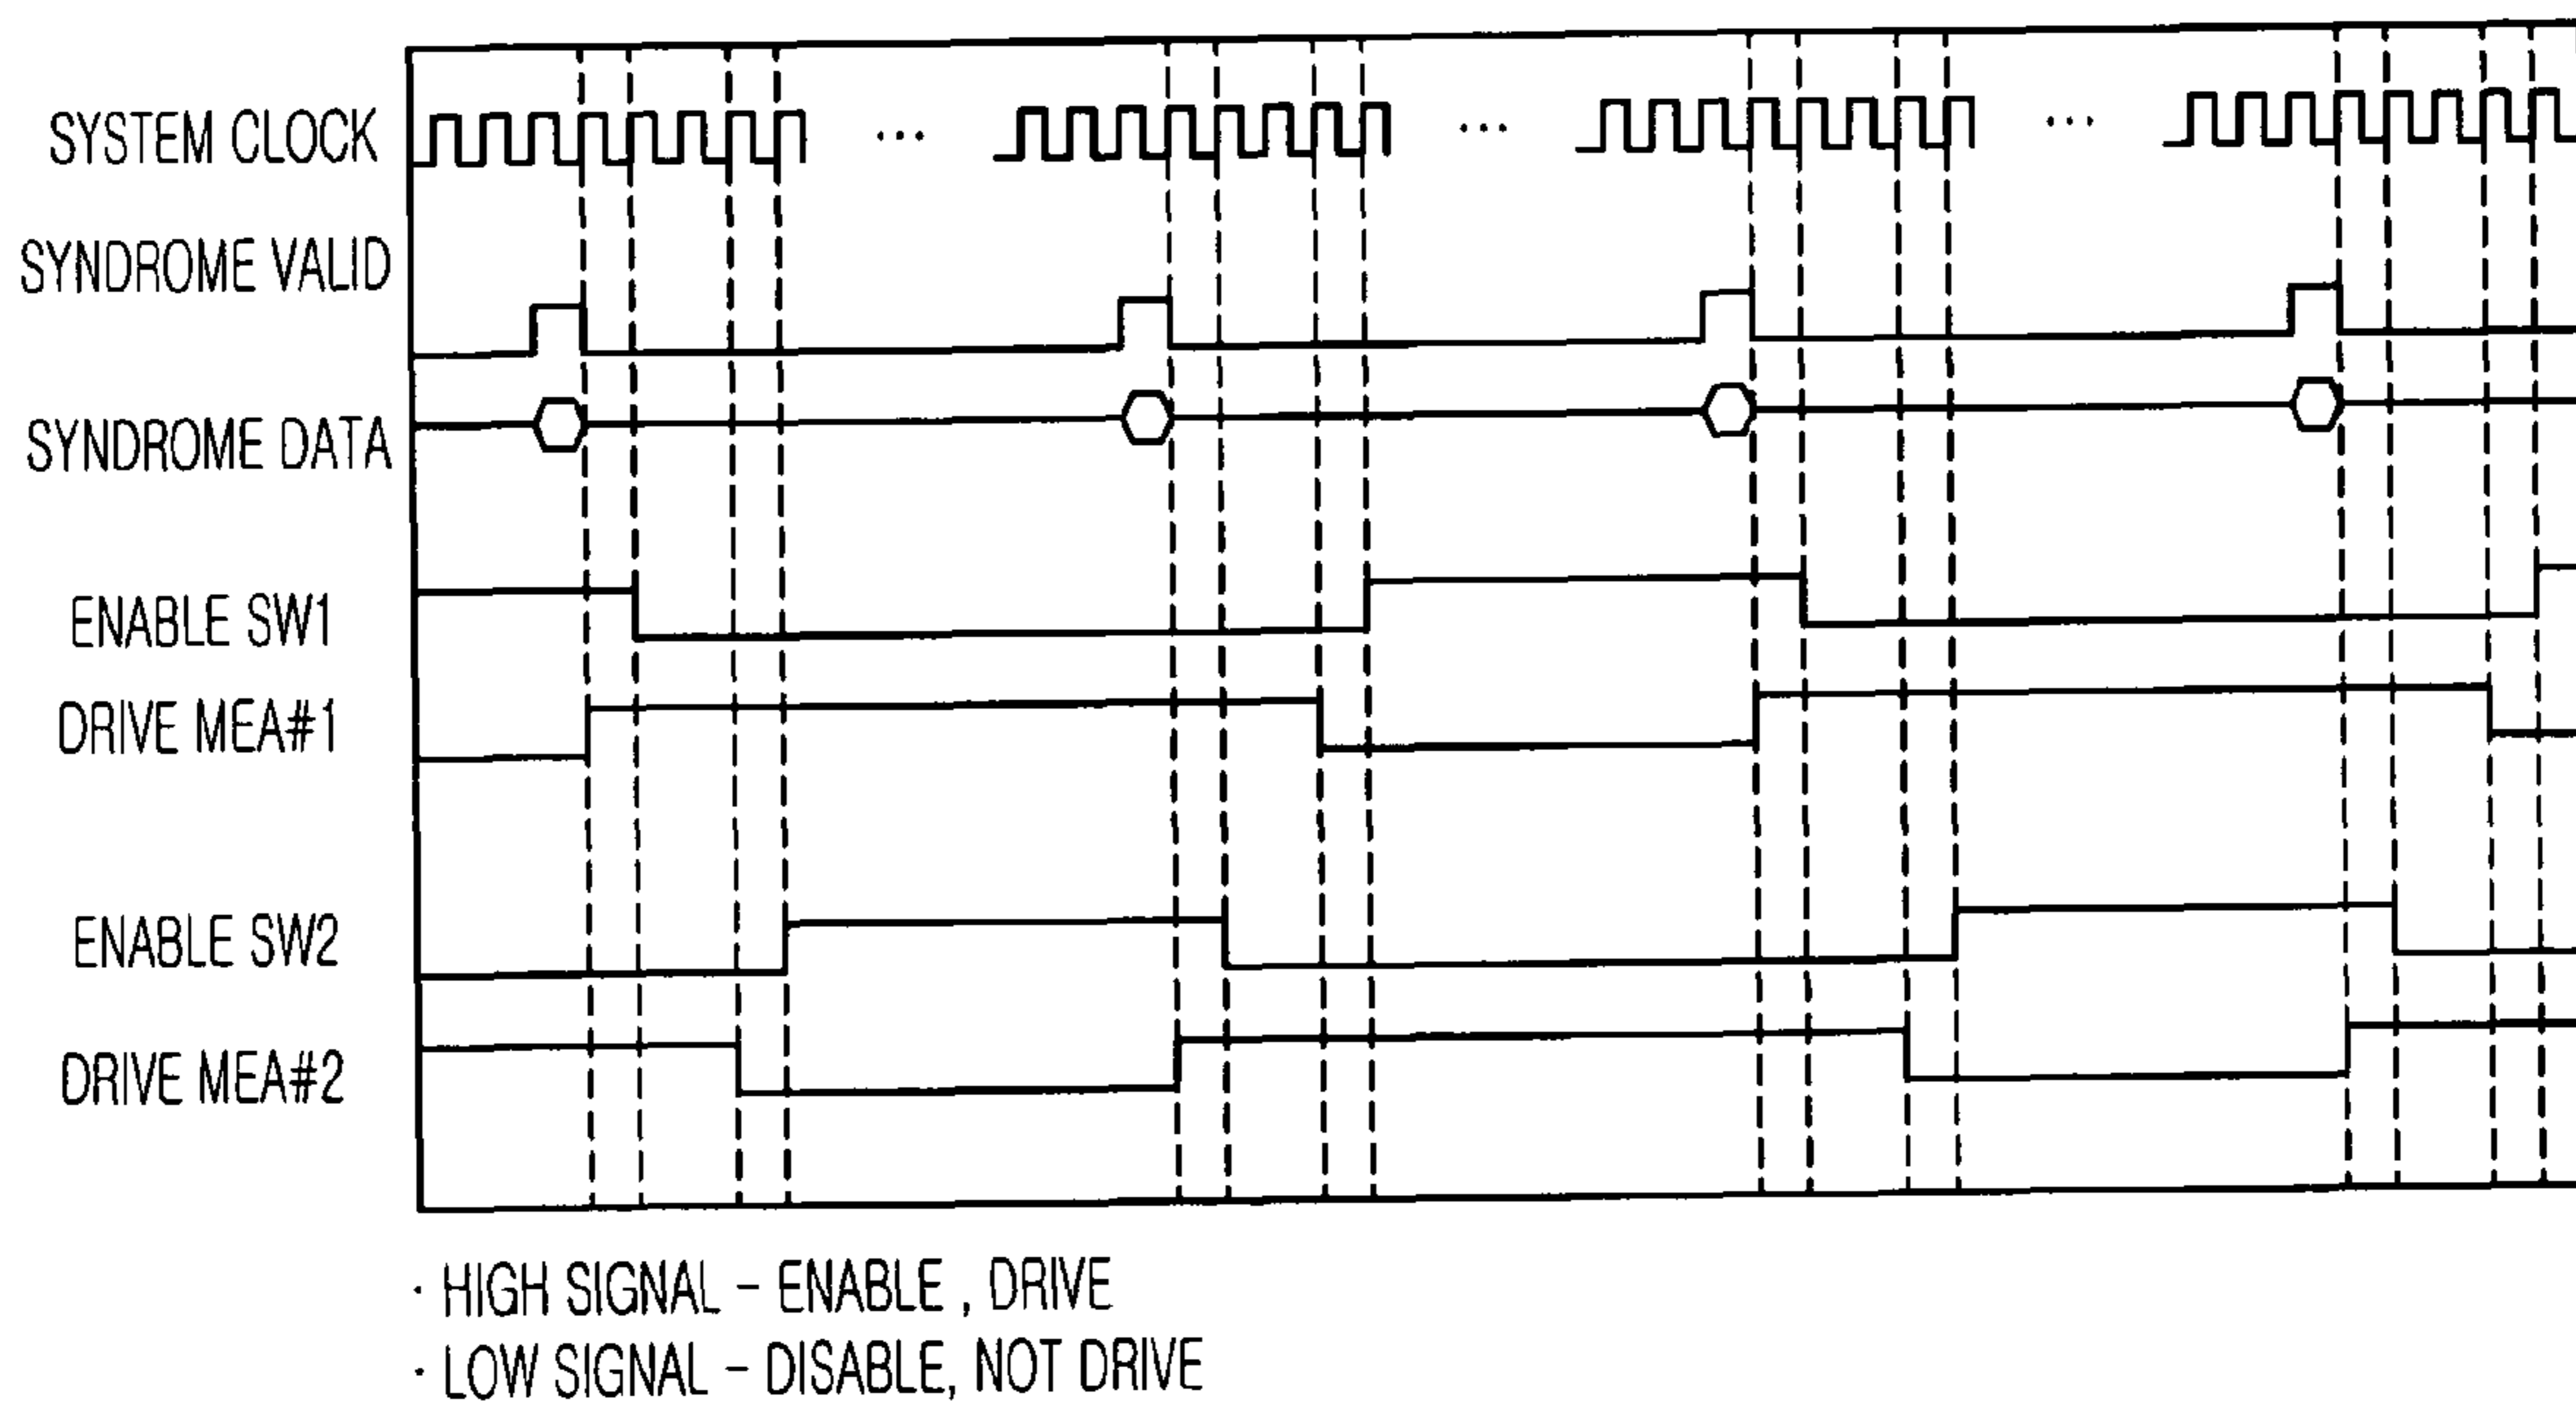 SYSTEM CLOCK
... ... ...
SYNDROME VALID
SYNDROME DATA
ENABLE SW1
DRIVE MEA#1
ENABLE SW2
DRIVE MEA#2
· HIGH SIGNAL – ENABLE , DRIVE
· LOW SIGNAL – DISABLE, NOT DRIVE